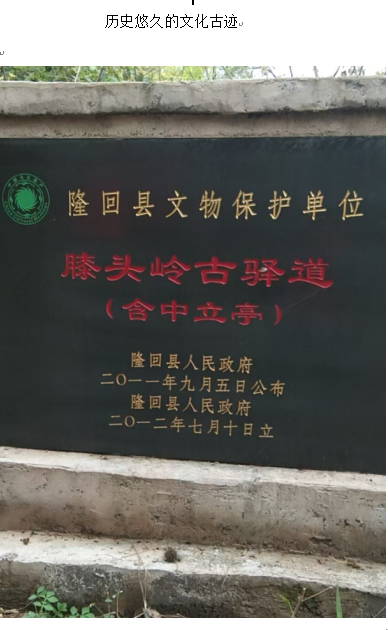 历史悠久的文化古迹
隆回县文物保护单位
膝头岭古驿道
（含中立亭）
隆回县人民政府
二〇一一年九月五日公布
隆回县人民政府
二〇一二年七月十日立